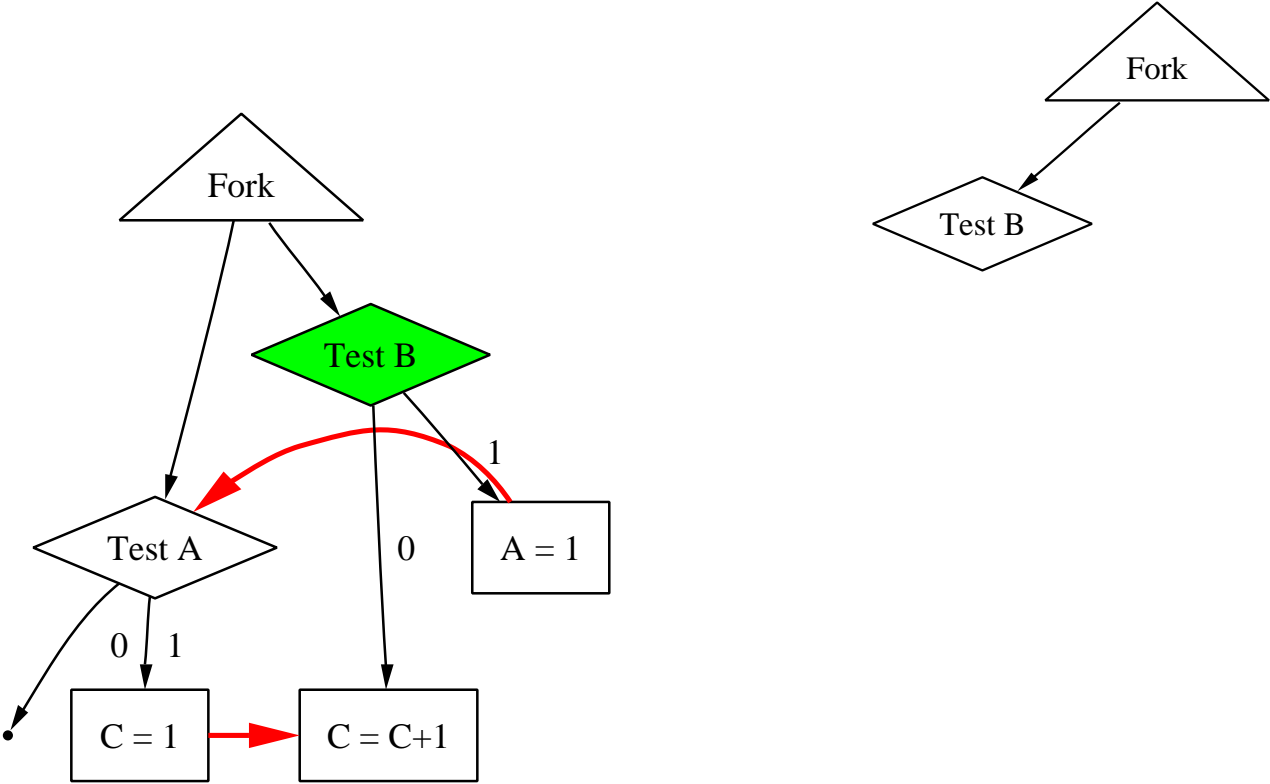 Fork
Fork
Test B
Test B
1
Test A
0
A = 1
0
1
C = 1
C = C+1